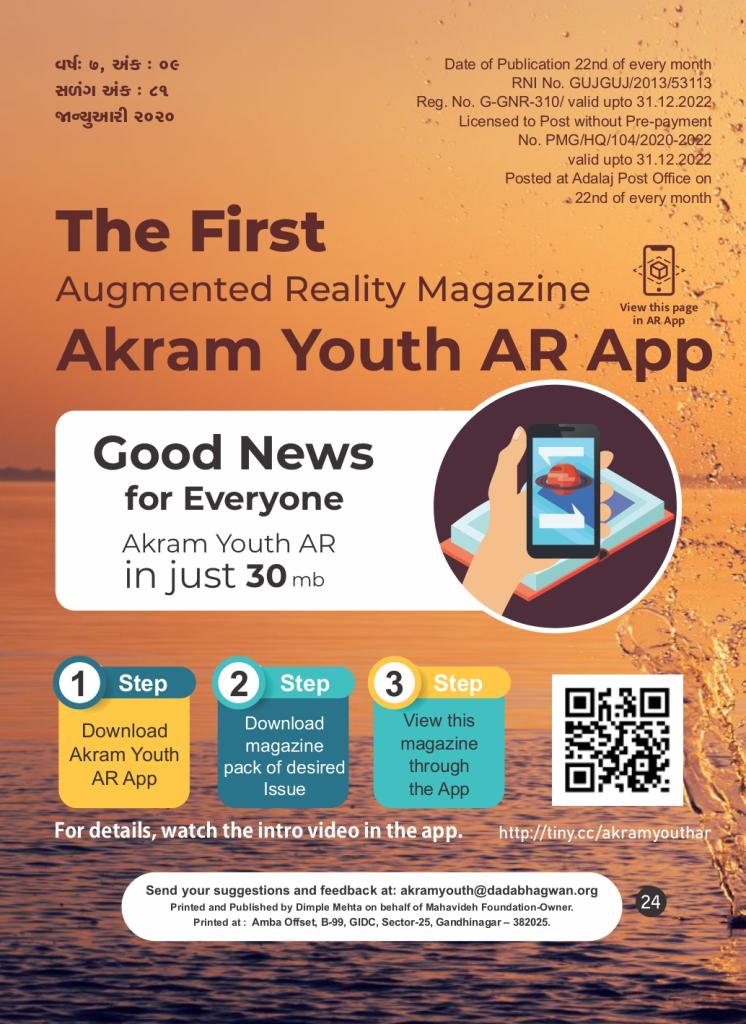 વર્ષઃ ૭, અંક : ૦૯
સળંગ અંક : ૮૧
જાન્યુઆરી ૨૦૨૦
Date of Publication 22nd of every month
RNI No. GUJGUJ/2013/53113
Reg. No. G-GNR-310/ valid upto 31.12.2022
Licensed to Post without Pre-payment
No. PMG/HQ/104/2020-2022
valid upto 31.12.2022
Posted at Adalaj Post Office on
22nd of every month
The First
Augmented Reality Magazine
View this page
in AR App
Akram Youth AR App
Good News
for Everyone
Akram Youth AR
in just 30 mb
1 Step
Download
Akram Youth
AR App
2 Step
Download
magazine
pack of desired
Issue
3 Step
View this
magazine
through
the App
For details, watch the intro video in the app.
http://tiny.cc/akramyouthar
Send your suggestions and feedback at: akramyouth@dadabhagwan.org
Printed and Published by Dimple Mehta on behalf of Mahavideh Foundation-Owner.
Printed at : Amba Offset, B-99, GIDC, Sector-25, Gandhinagar – 382025.
24